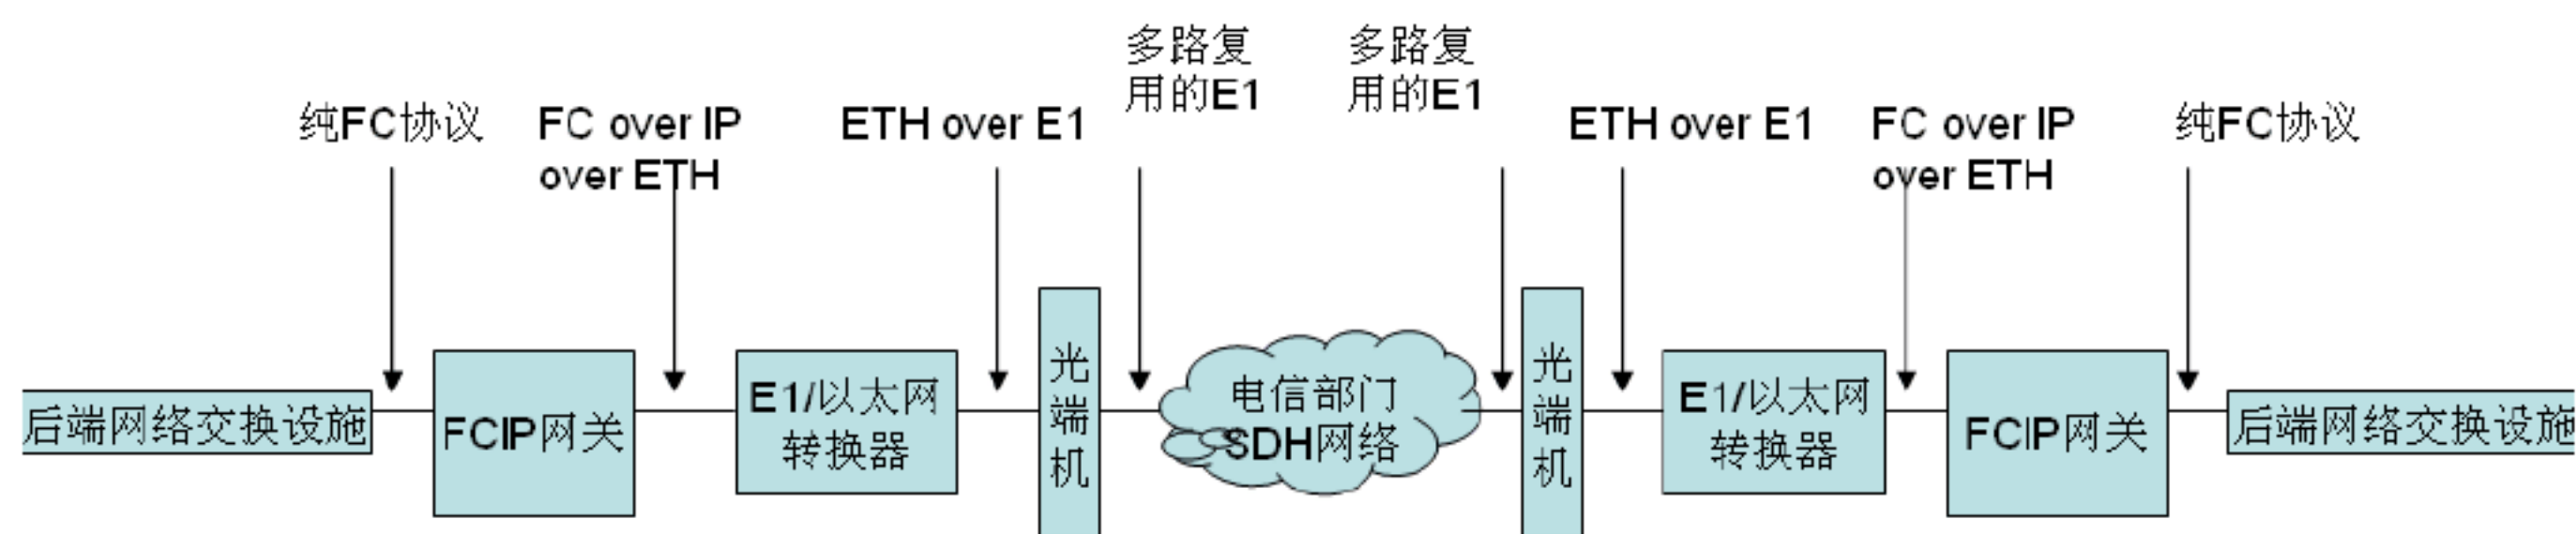 多路复
用的E1
多路复
用的E1
纯FC协议
FC over IP
over ETH
ETH over E1
ETH over E1
FC over IP
over ETH
纯FC协议
后端网络交换设施
FCIP网关
E1/以太网
转换器
光
端
机
电信部门
SDH网络
光
端
机
E1/以太网
转换器
FCIP网关
后端网络交换设施